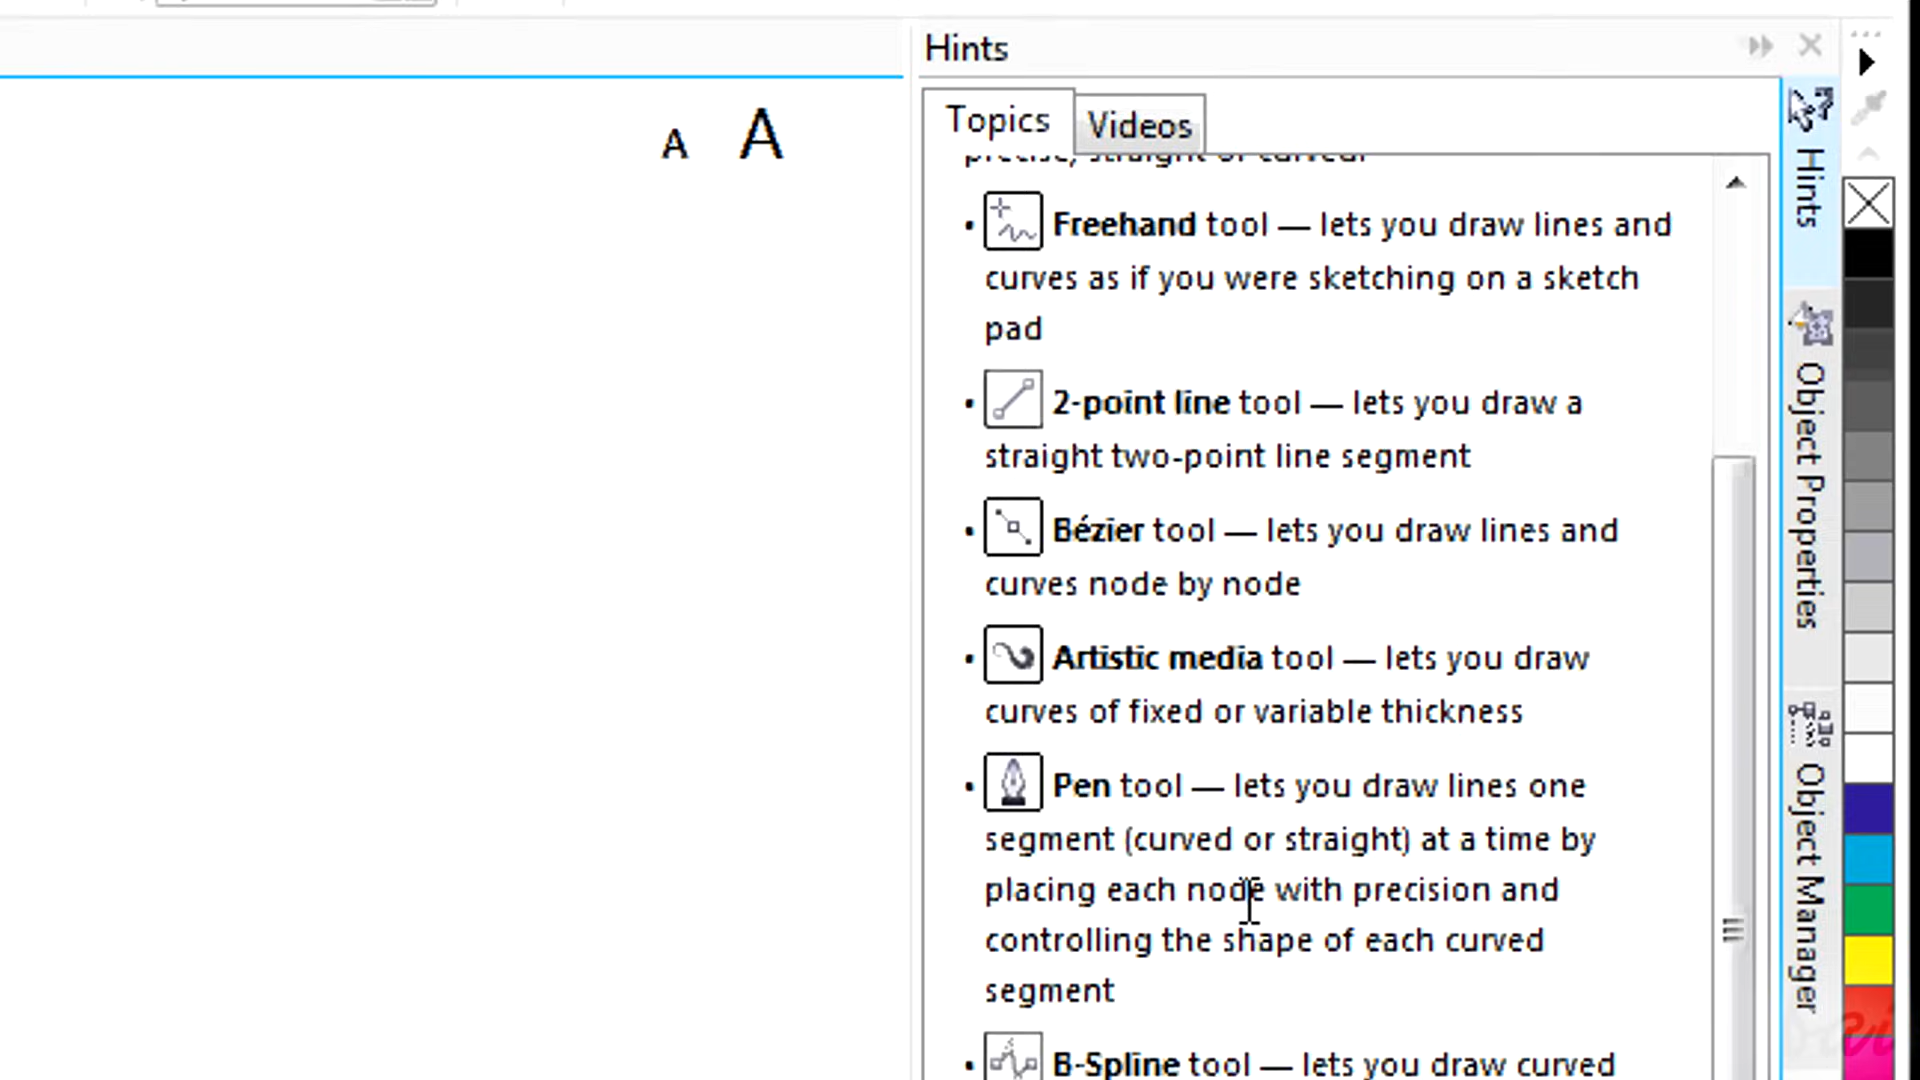 Hints
Topics
Videos
A A
precise, straight or curved.
• Freehand tool — lets you draw lines and
curves as if you were sketching on a sketch
pad
• 2-point line tool — lets you draw a
straight two-point line segment
• Bézier tool — lets you draw lines and
curves node by node
• Artistic media tool — lets you draw
curves of fixed or variable thickness
• Pen tool — lets you draw lines one
segment (curved or straight) at a time by
placing each node with precision and
controlling the shape of each curved
segment
• B-Spline tool — lets you draw curved
Hints
Object Properties
Object Manager